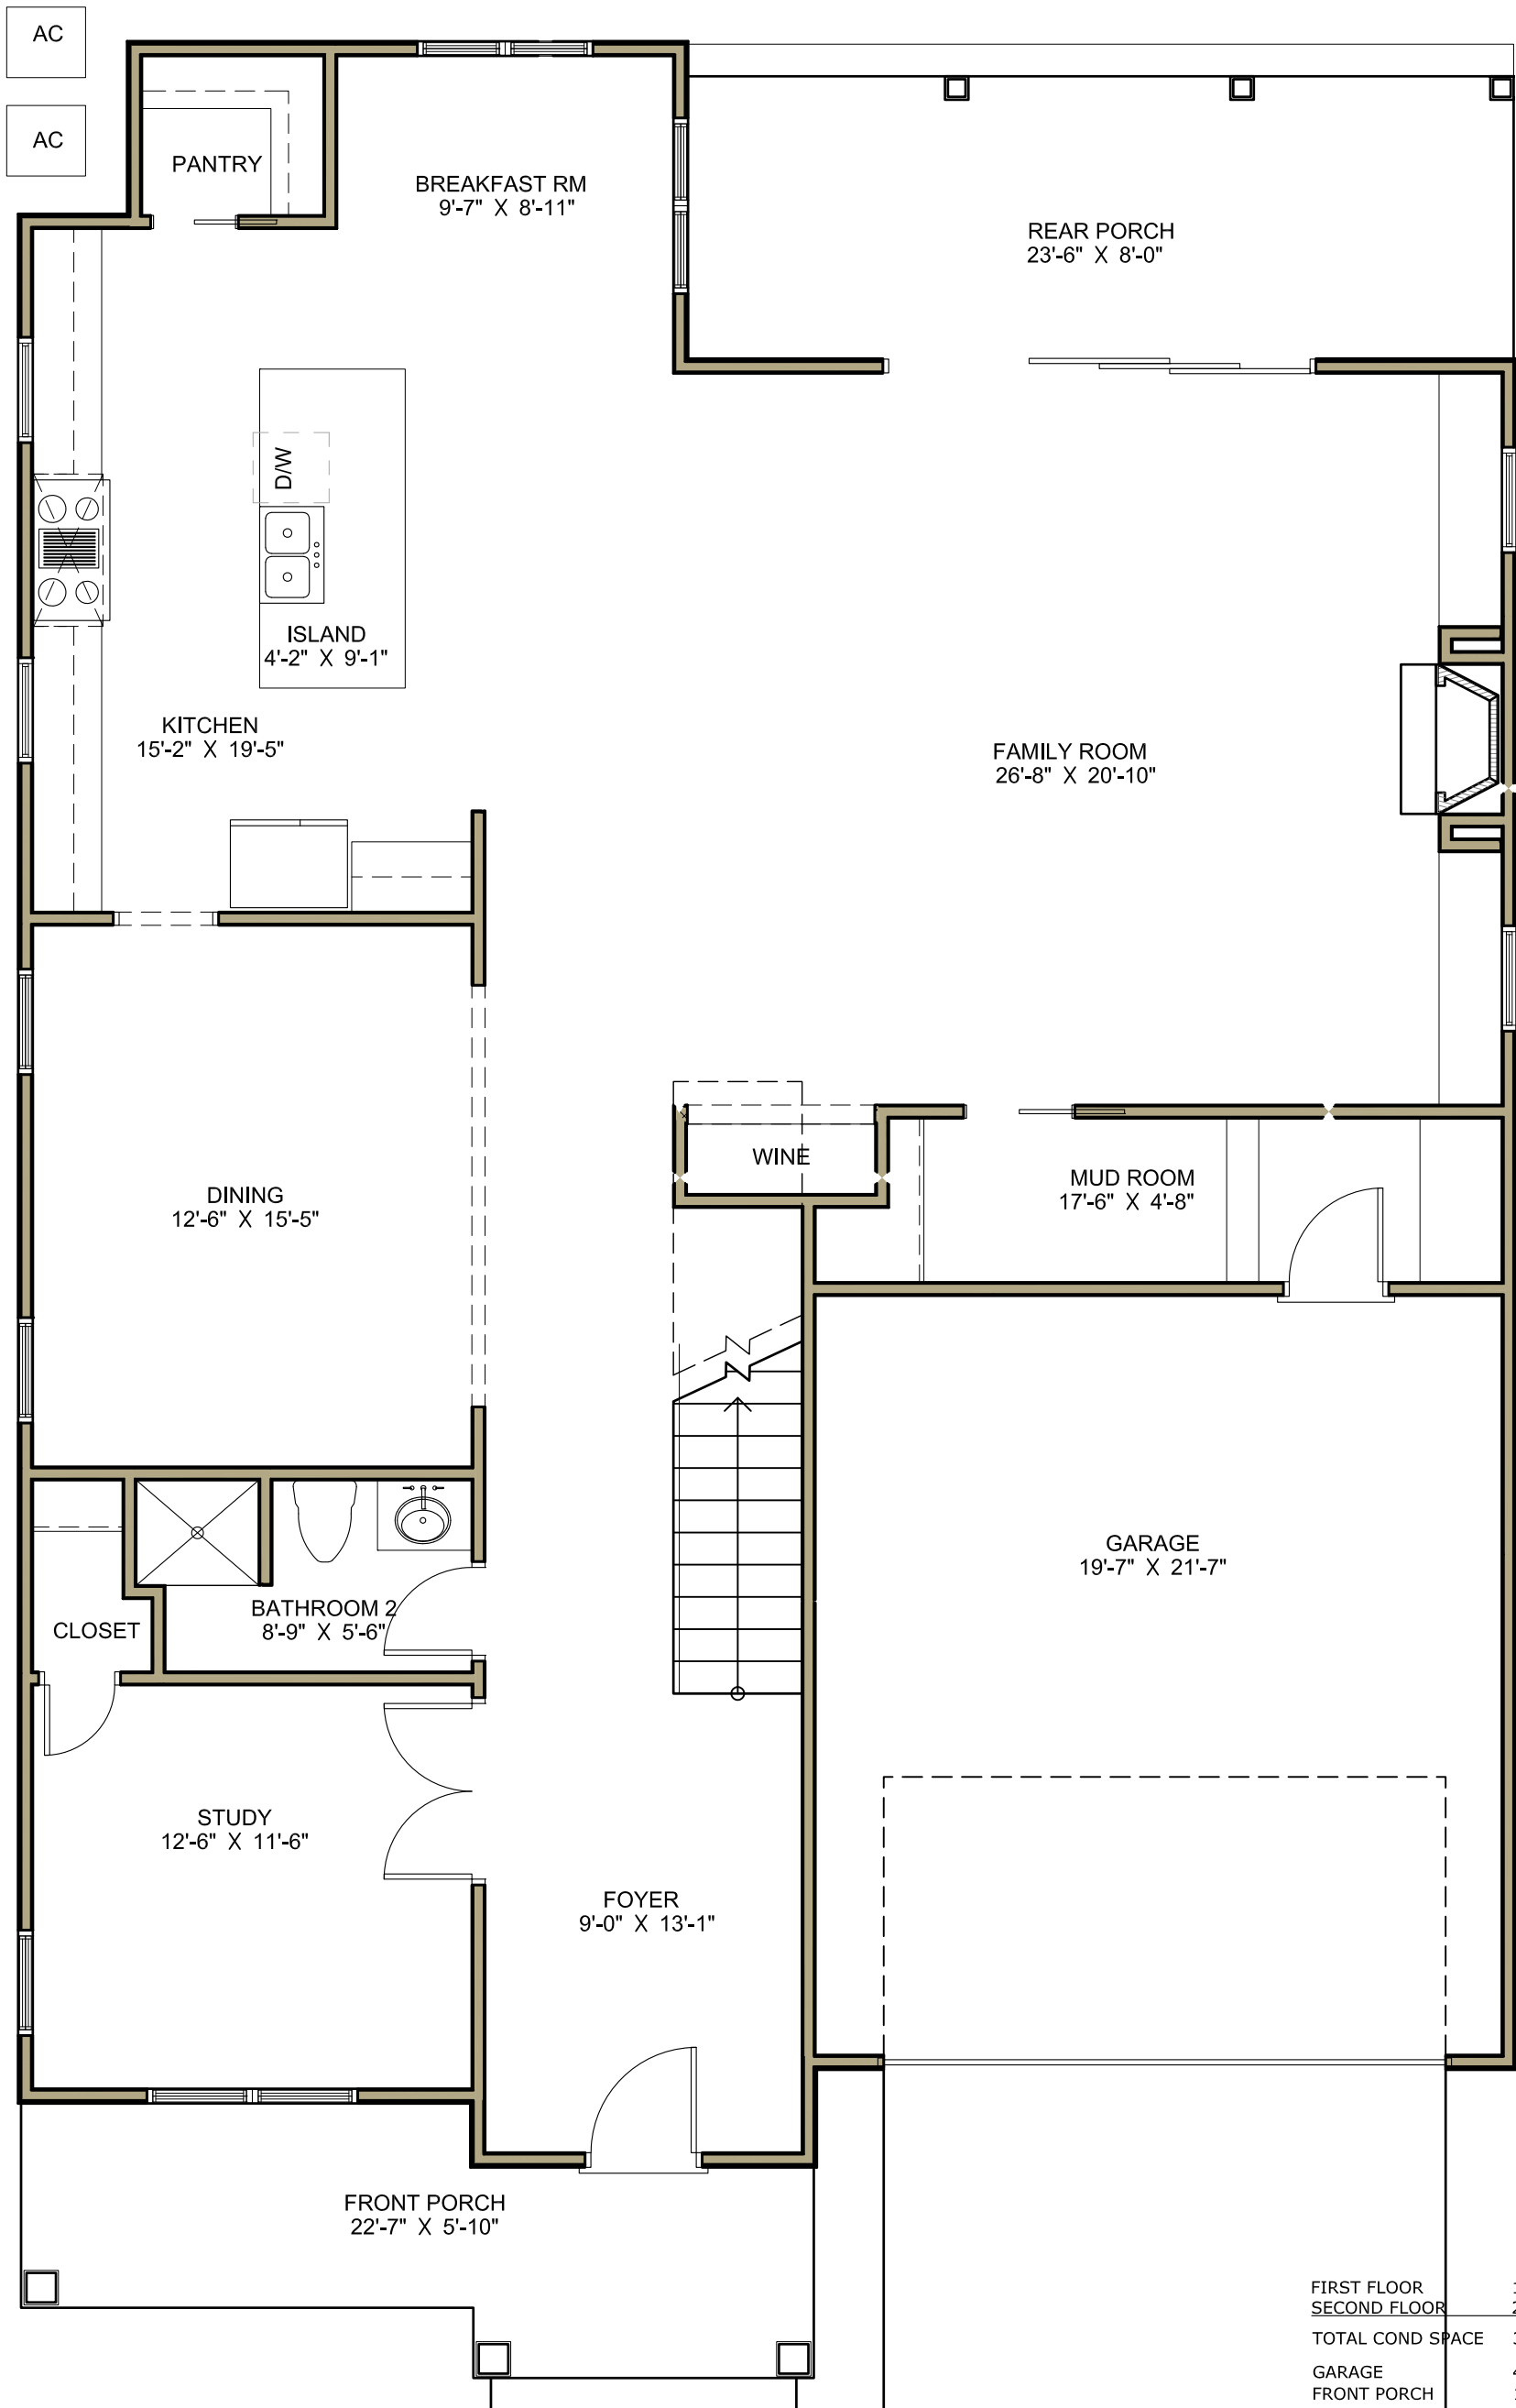 AC
AC
PANTRY
BREAKFAST RM
9'-7" X 8'-11"
REAR PORCH
23'-6" X 8'-0"
D/W
ISLAND
4'-2" X 9'-1"
KITCHEN
15'-2" X 19'-5"
FAMILY ROOM
26'-8" X 20'-10"
WINE
MUD ROOM
17'-6" X 4'-8"
DINING
12'-6" X 15'-5"
GARAGE
19'-7" X 21'-7"
BATHROOM 2
8'-9" X 5'-6"
CLOSET
STUDY
12'-6" X 11'-6"
FOYER
9'-0" X 13'-1"
FRONT PORCH
22'-7" X 5'-10"
FIRST FLOOR
SECOND FLOOR
TOTAL COND SPACE
GARAGE
FRONT PORCH